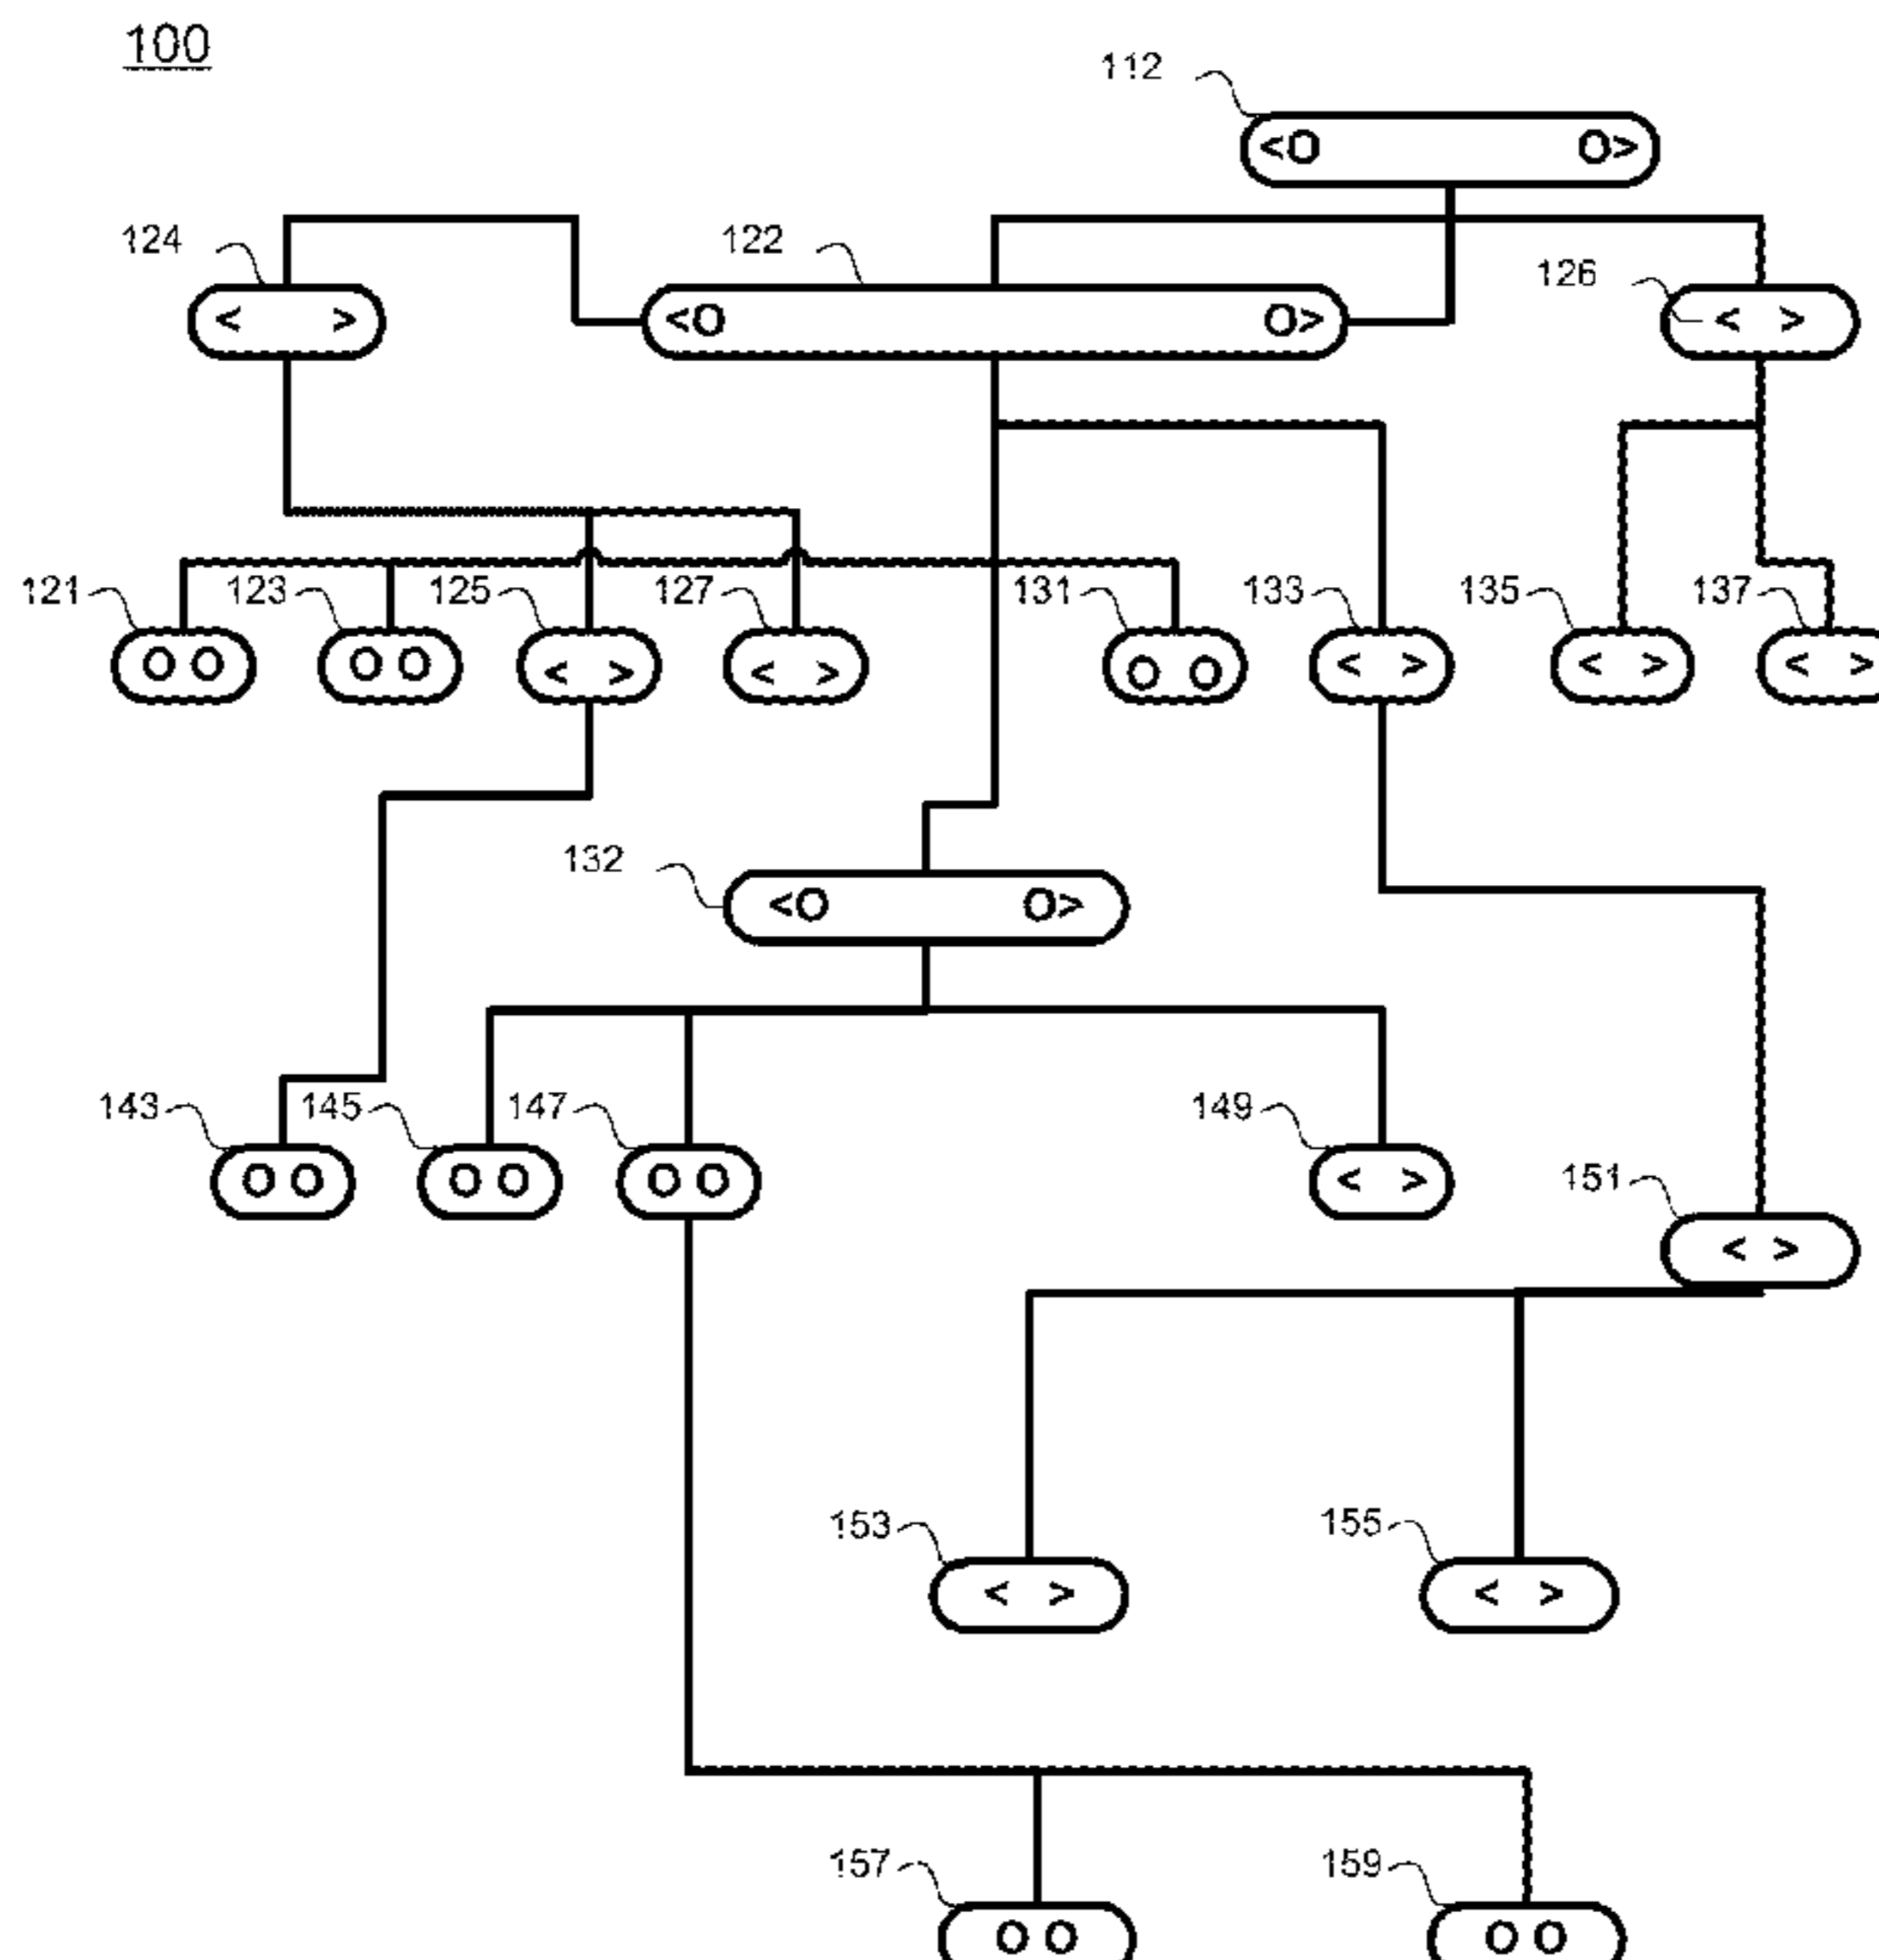 100
112
<O O>
124 122 126
< > <O O> < >
121 123 125 127 131 133 135 137
O O O O < > < > O O < > < > < >
132
<O O>
143 145 147 149
O O O O O O < >
151
< >
153 155
< > < >
157 159
O O O O